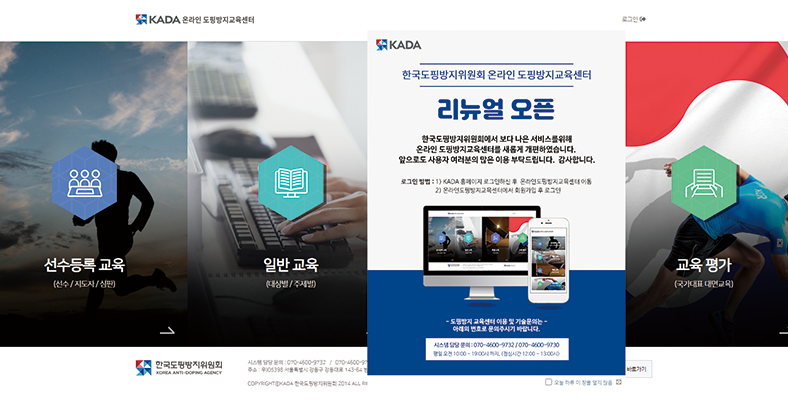 KADA 온라인 도핑방지교육센터
로그인
KADA
한국도핑방지위원회 온라인 도핑방지교육센터
리뉴얼 오픈
한국도핑방지위원회에서 보다 나은 서비스를위해
온라인 도핑방지교육센터를 새롭게 개편하였습니다.
앞으로도 사용자 여러분의 많은 이용 부탁드립니다. 감사합니다.
로그인 방법 : 1) KADA 홈페이지 로그인하신 후 온라인도핑방지교육센터 이동
2) 온라인도핑방지교육센터에서 회원가입 후 로그인
선수등록 교육
(선수 / 지도자 / 심판)
일반 교육
(대상별 / 주제별)
교육 평가
(국가대표 대면교육)
- 도핑방지 교육센터 이용 및 기술문의는 -
아래의 번호로 문의주시기 바랍니다.
시스템 담당 문의 : 070-4600-9732 / 070-4600-9730
평일 오전 10:00 - 19:00시 까지, (점심시간 12:00 - 13:00시)
한국도핑방지위원회
KOREA ANTI-DOPING AGENCY
시스템 담당 문의 : 070-4600-9732 / 070-4600-97
주소 : 우)05398 서울특별시 강동구 강동대로 143-64
COPYRIGHT©KADA 한국도핑방지위원회 2014 ALL RI
바로가기
오늘 하루 이 창을 열지 않음